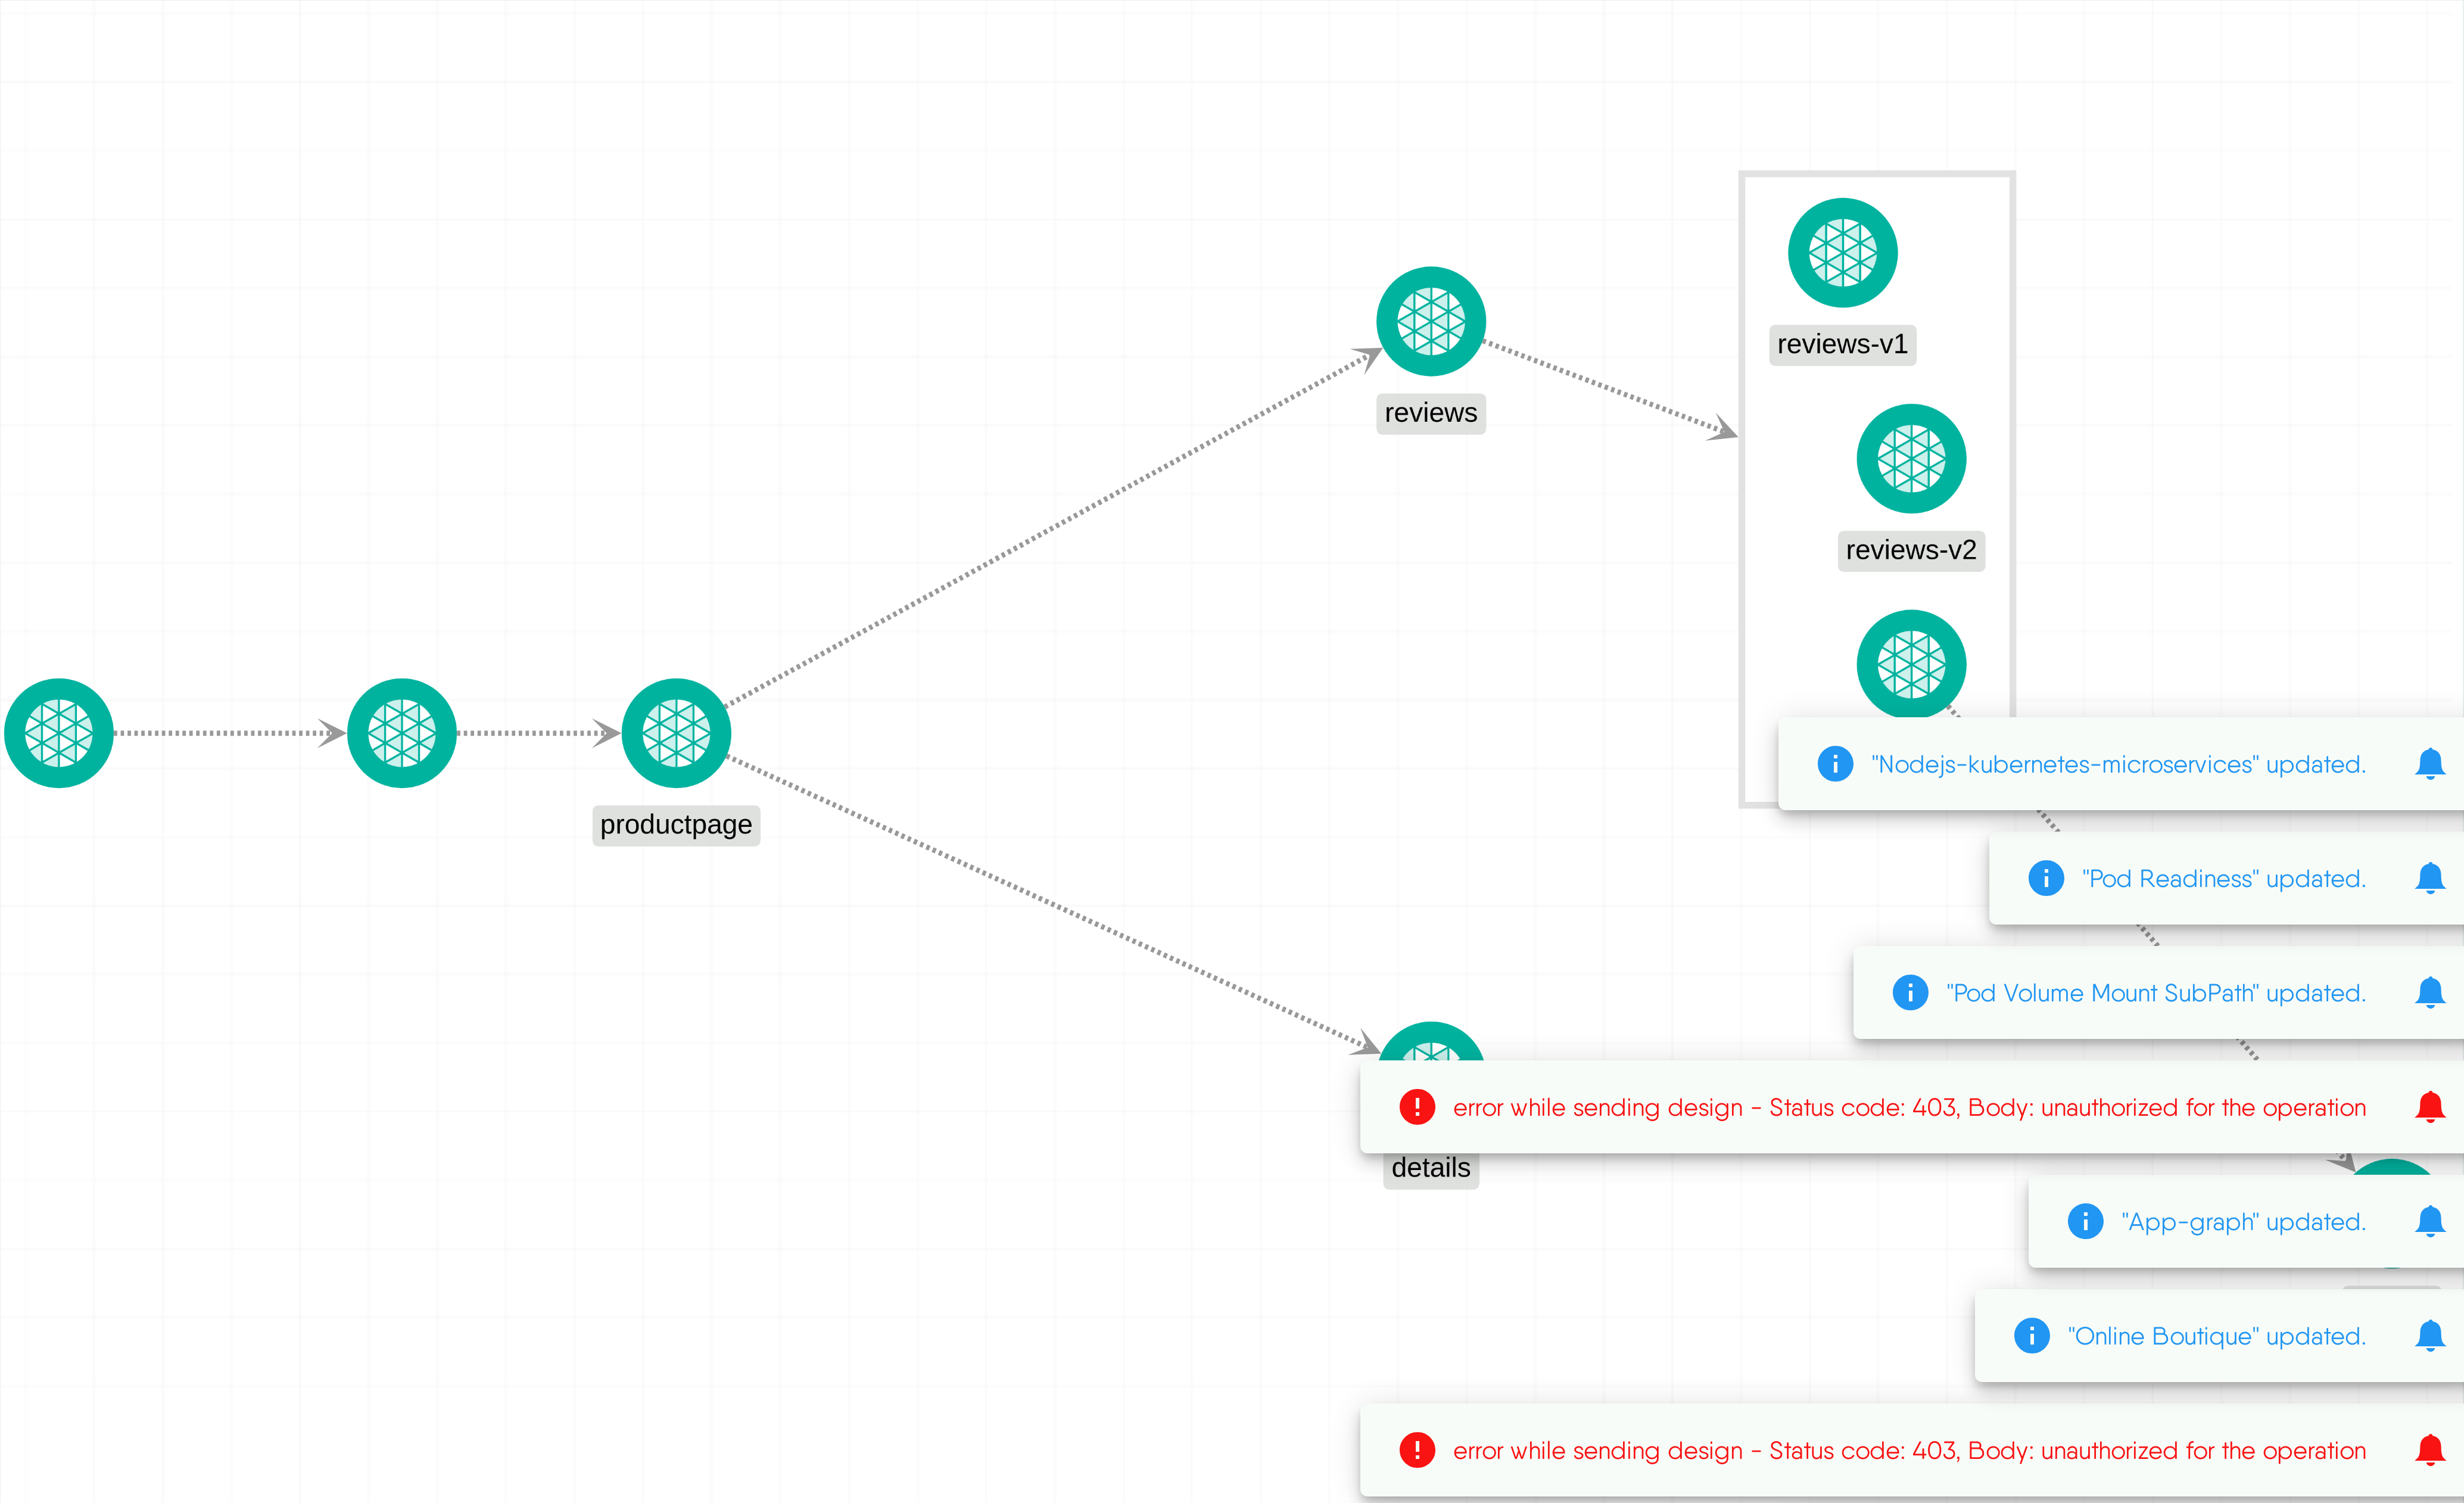 reviews-v1
reviews
reviews-v2
"Nodejs-kubernetes-microservices" updated.
productpage
"Pod Readiness" updated.
"Pod Volume Mount SubPath" updated.
error while sending design - Status code: 403, Body: unauthorized for the operation
details
"App-graph" updated.
"Online Boutique" updated.
error while sending design - Status code: 403, Body: unauthorized for the operation